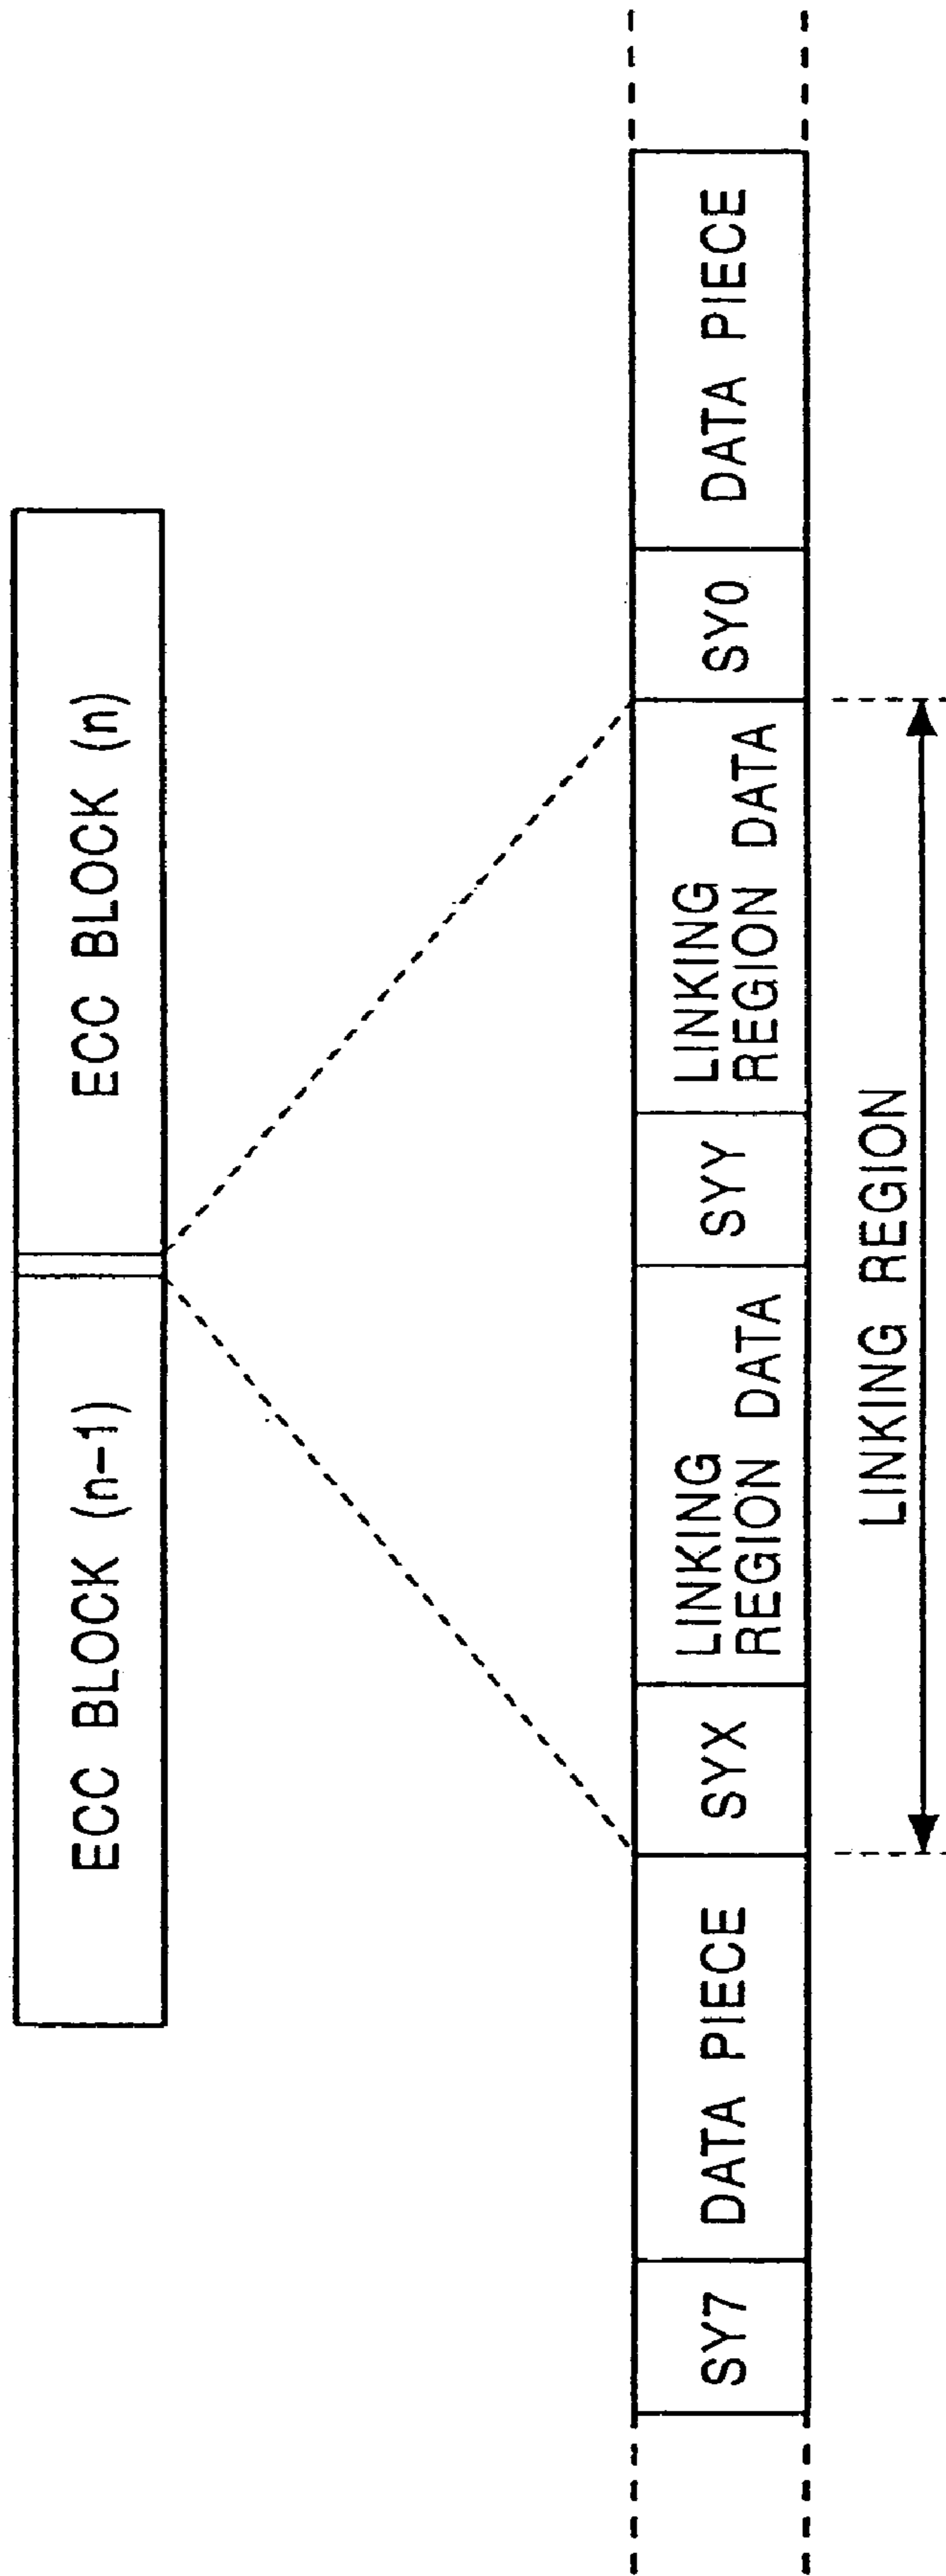 ECC BLOCK (n-1)
ECC BLOCK (n)
SY7
DATA PIECE
SYX
LINKING
REGION DATA
SYY
LINKING
REGION DATA
SY0
DATA PIECE
LINKING REGION